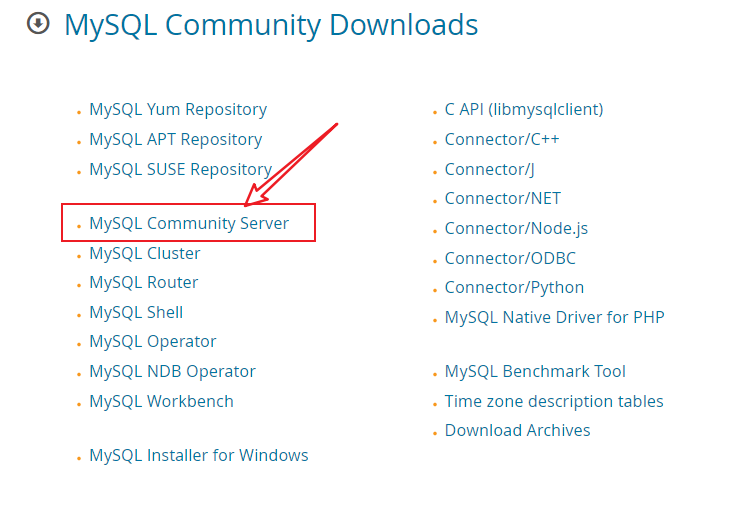 MySQL Community Downloads
MySQL Yum Repository
MySQL APT Repository
MySQL SUSE Repository
MySQL Community Server
MySQL Cluster
MySQL Router
MySQL Shell
MySQL Operator
MySQL NDB Operator
MySQL Workbench
MySQL Installer for Windows
C API (libmysqlclient)
Connector/C++
Connector/J
Connector/NET
Connector/Node.js
Connector/ODBC
Connector/Python
MySQL Native Driver for PHP
MySQL Benchmark Tool
Time zone description tables
Download Archives